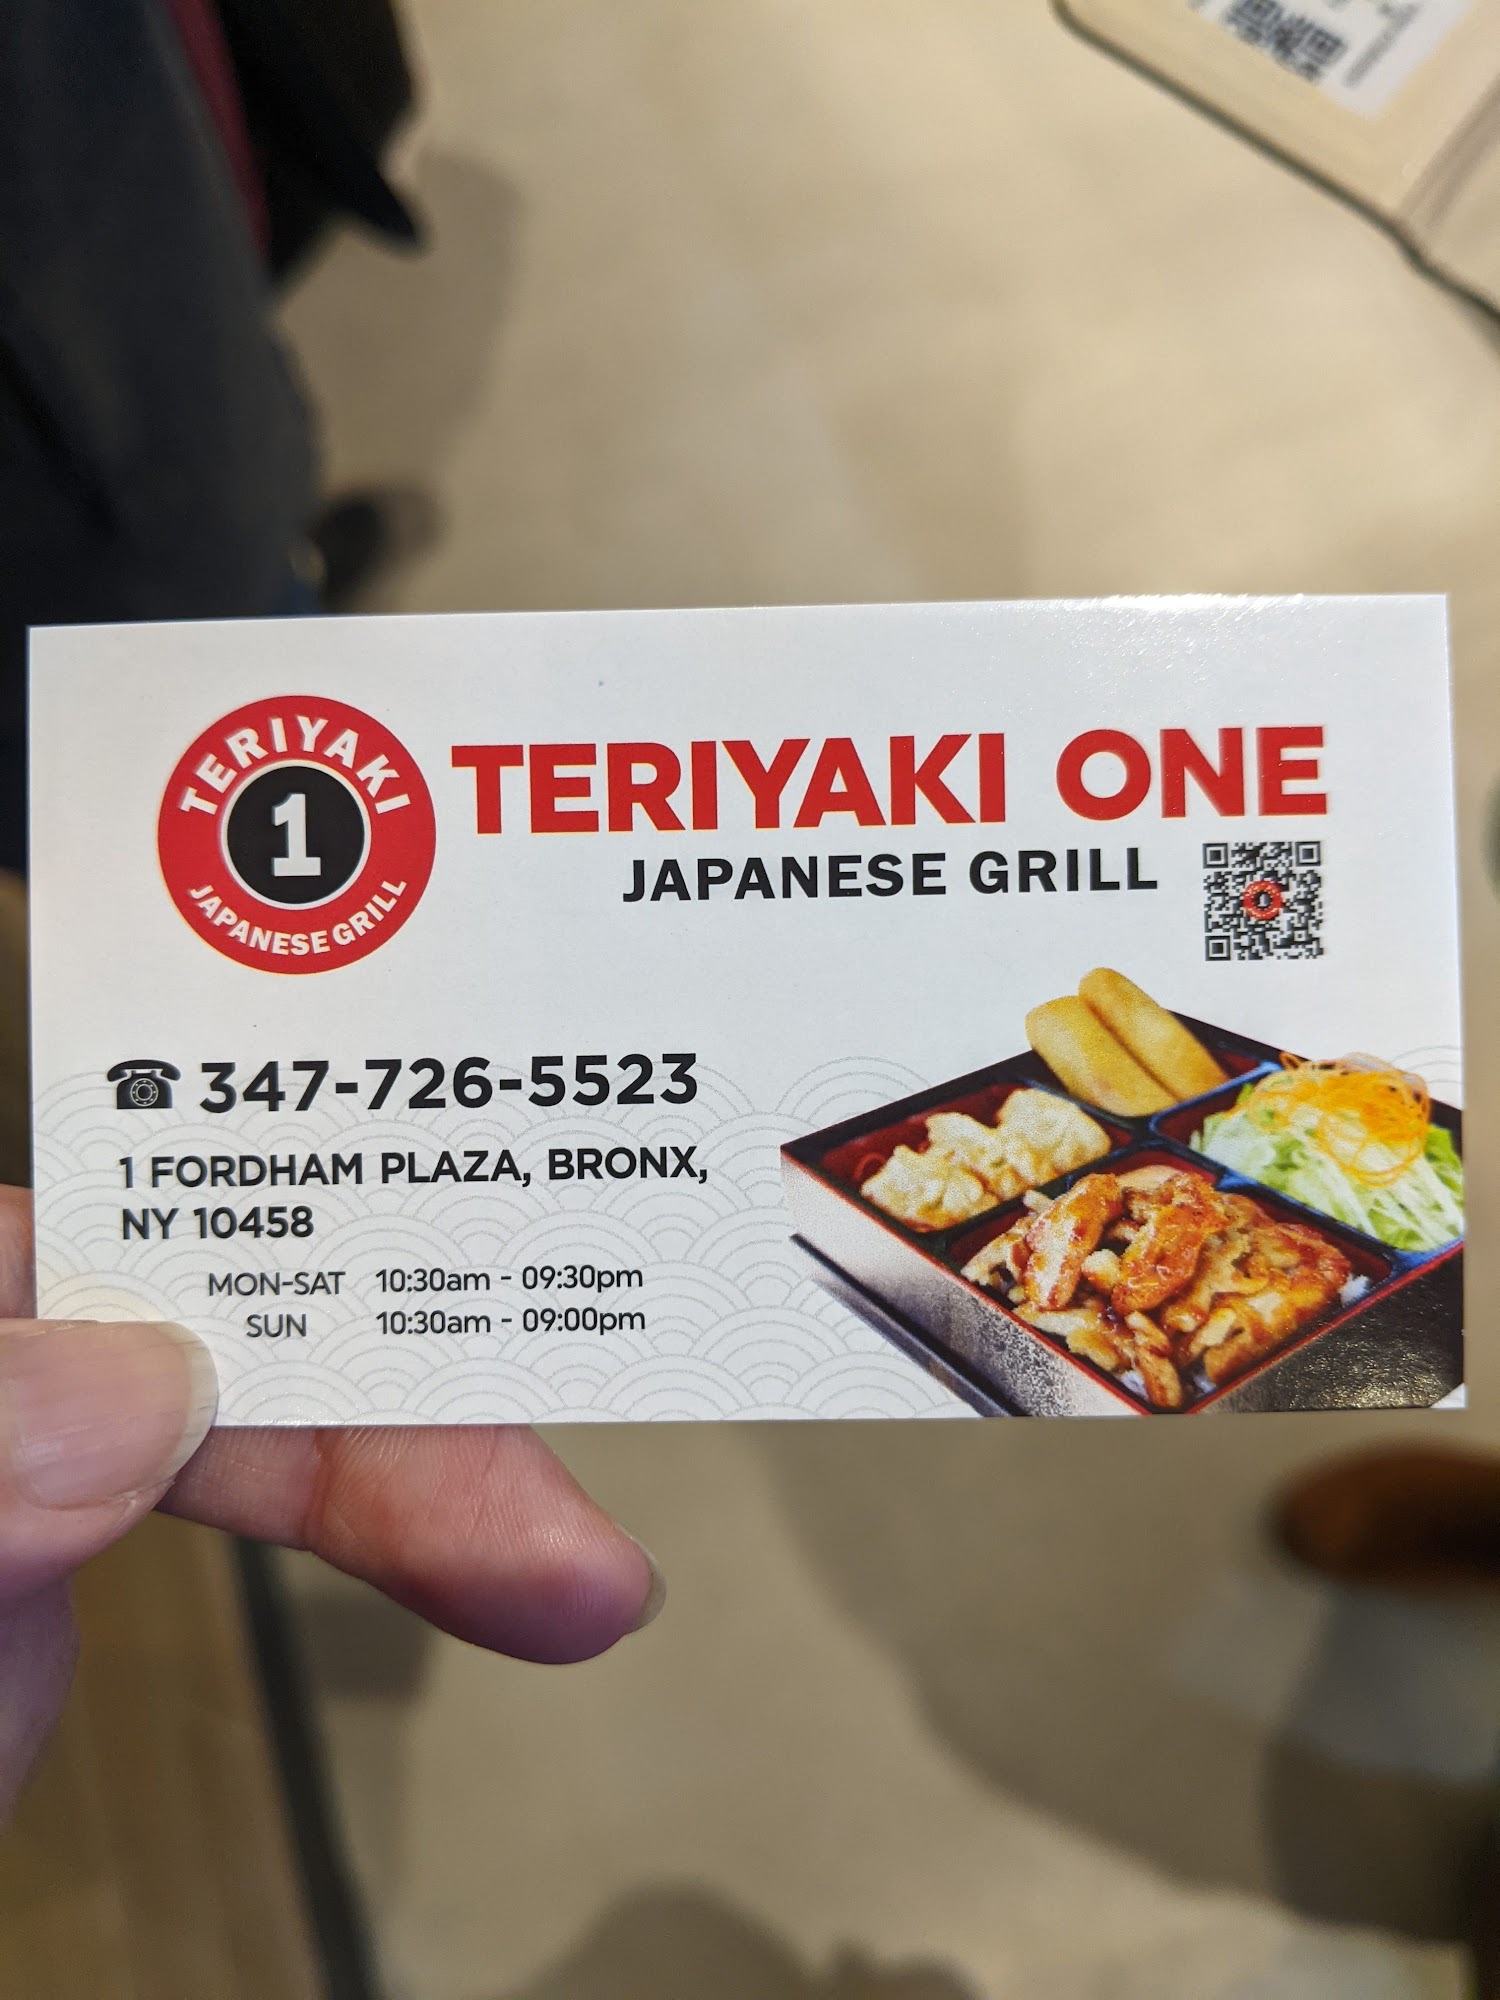 TERIYAKI
1
JAPANESE GRILL
TERIYAKI ONE
JAPANESE GRILL
347-726-5523
1 FORDHAM PLAZA, BRONX,
NY 10458
MON-SAT 10:30am - 09:30pm
SUN 10:30am - 09:00pm